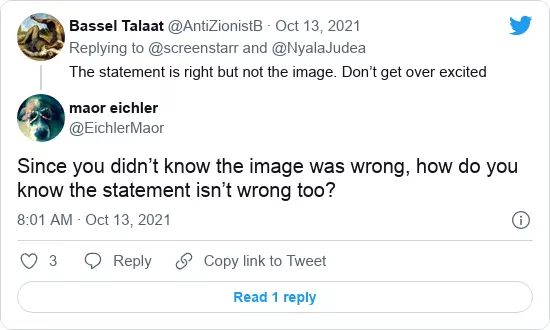 Bassel Talaat @AntiZionistB · Oct 13, 2021
Replying to @screenstarr and @NyalaJudea
The statement is right but not the image. Don’t get over excited
maor eichler
@EichlerMaor
Since you didn’t know the image was wrong, how do you
know the statement isn’t wrong too?
8:01 AM · Oct 13, 2021
3 Reply Copy link to Tweet
Read 1 reply